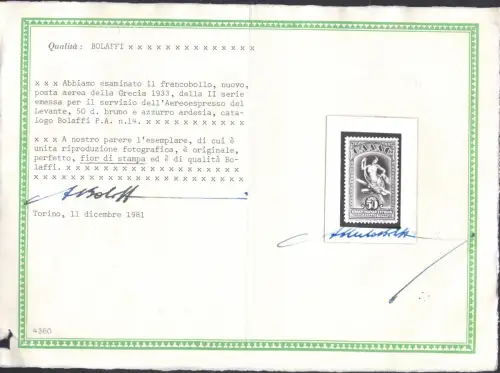 Qualità: BOLAFFI x x x x x x x x x x x x x x x
x x x Abbiamo esaminato il francobollo, nuovo,
posta aerea della Grecia 1933, della II serie
emessa per il servizio dell'Aereoespresso del
Levante, 50 d. bruno e azzurro ardesia, cata-
logo Bolaffi P.A. n.14. x x x x x x x x x x x
x x x A nostro parere l'esemplare, di cui è
unita riproduzione fotografica, è originale,
perfetto, fior di stampa ed è di qualità Bo-
laffi. x x x x x x x x x x x x x x x x x x x
x x x x x x x x x x x x x x x x x x x x x x x
Torino, 11 dicembre 1981
50
4360